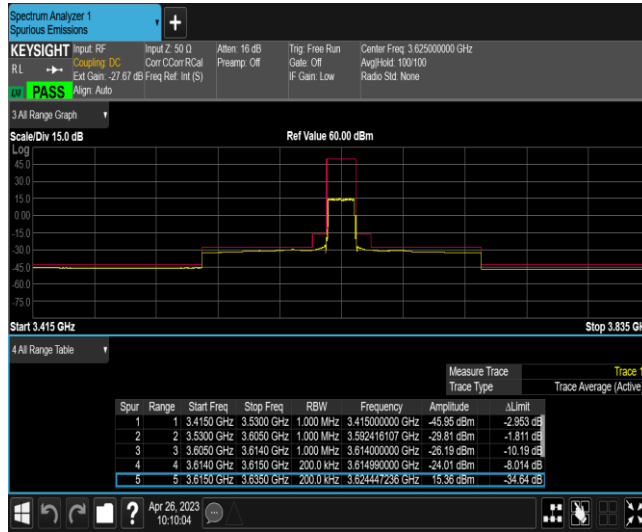 Spectrum Analyzer 1
Spurious Emissions
+
KEYSIGHT Input: RF Input Z: 50 Ω Atten: 16 dB Trig: Free Run Center Freq: 3.625000000 GHz
Coupling: DC Corr CCorr RCal Preamp: Off Gate: Off Avg|Hold: 100/100
RL Ext Gain: -27.67 dB Freq Ref: Int (S) IF Gain: Low Radio Std: None
PASS Align: Auto
3 All Range Graph
Scale/Div 15.0 dB Ref Value 60.00 dBm
Log
45.0
30.0
15.0
0.00
-15.0
-30.0
-45.0
-60.0
-75.0
Start 3.415 GHz Stop 3.835 GH
4 All Range Table
Measure Trace Trace 1
Trace Type Trace Average (Active)
Spur Range Start Freq Stop Freq RBW Frequency Amplitude ΔLimit
1 1 3.4150 GHz 3.5300 GHz 1.000 MHz 3.415000000 GHz -45.95 dBm -2.953 dB
2 2 3.5300 GHz 3.6050 GHz 1.000 MHz 3.592416107 GHz -29.81 dBm -1.811 dB
3 3 3.6050 GHz 3.6140 GHz 1.000 MHz 3.614000000 GHz -26.19 dBm -10.19 dB
4 4 3.6140 GHz 3.6150 GHz 200.0 kHz 3.614990000 GHz -24.01 dBm -8.014 dB
5 5 3.6150 GHz 3.6350 GHz 200.0 kHz 3.624447236 GHz 15.36 dBm -34.64 dB
? Apr 26, 2023
10:10:04